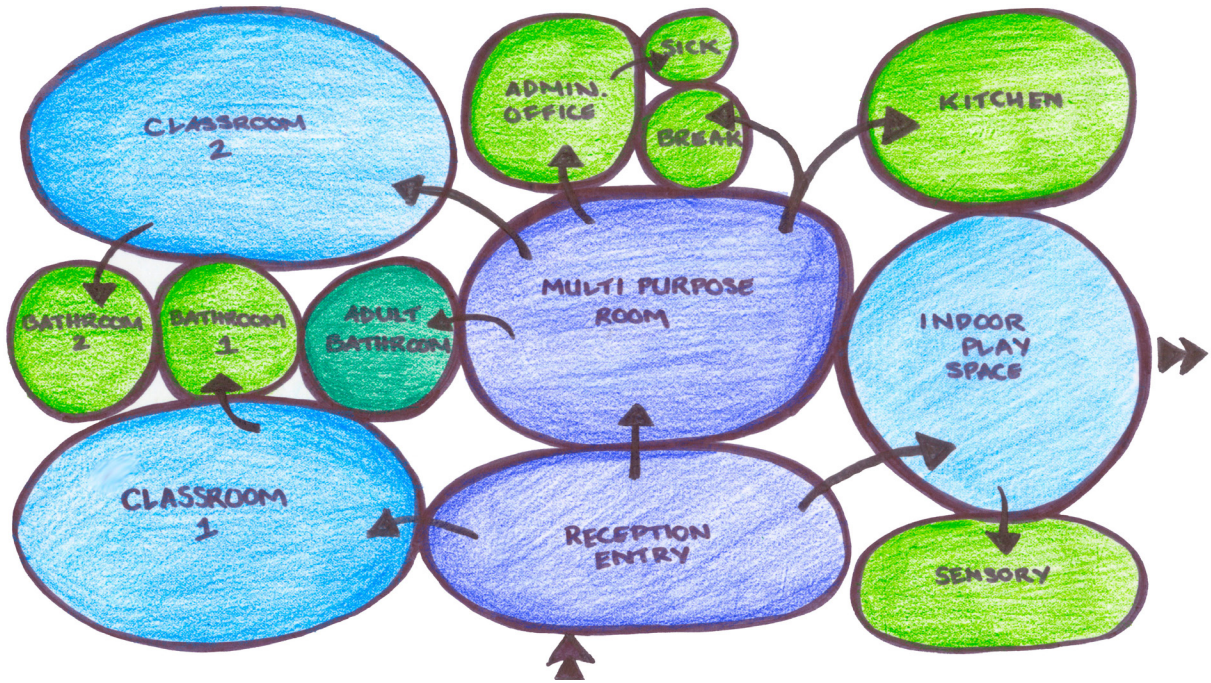 CLASSROOM
2
ADMIN.
OFFICE
SICK
BREAK
KITCHEN
BATHROOM
2
BATHROOM
1
ADULT
BATHROOM
MULTI PURPOSE
ROOM
INDOOR
PLAY
SPACE
CLASSROOM
1
RECEPTION
ENTRY
SENSORY